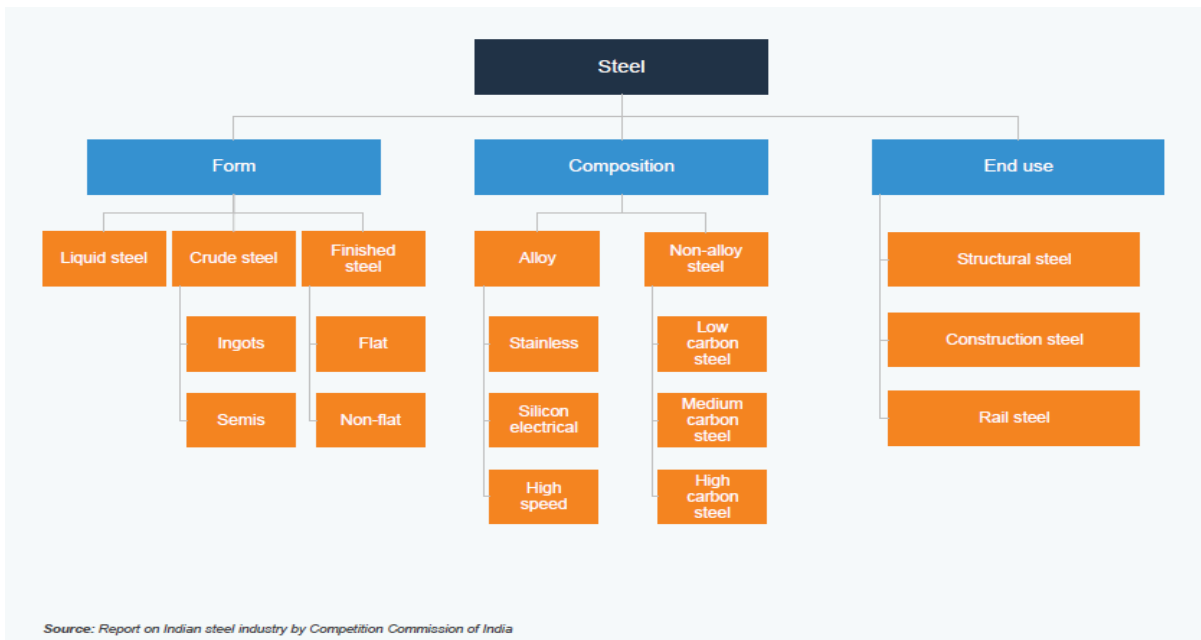 Steel
Form
Composition
End use
Liquid steel
Crude steel
Finished
steel
Alloy
Non-alloy
steel
Structural steel
Ingots
Flat
Stainless
Low
carbon
steel
Construction steel
Semis
Non-flat
Silicon
electrical
Medium
carbon
steel
Rail steel
High
speed
High
carbon
steel
Source: Report on Indian steel industry by Competition Commission of India